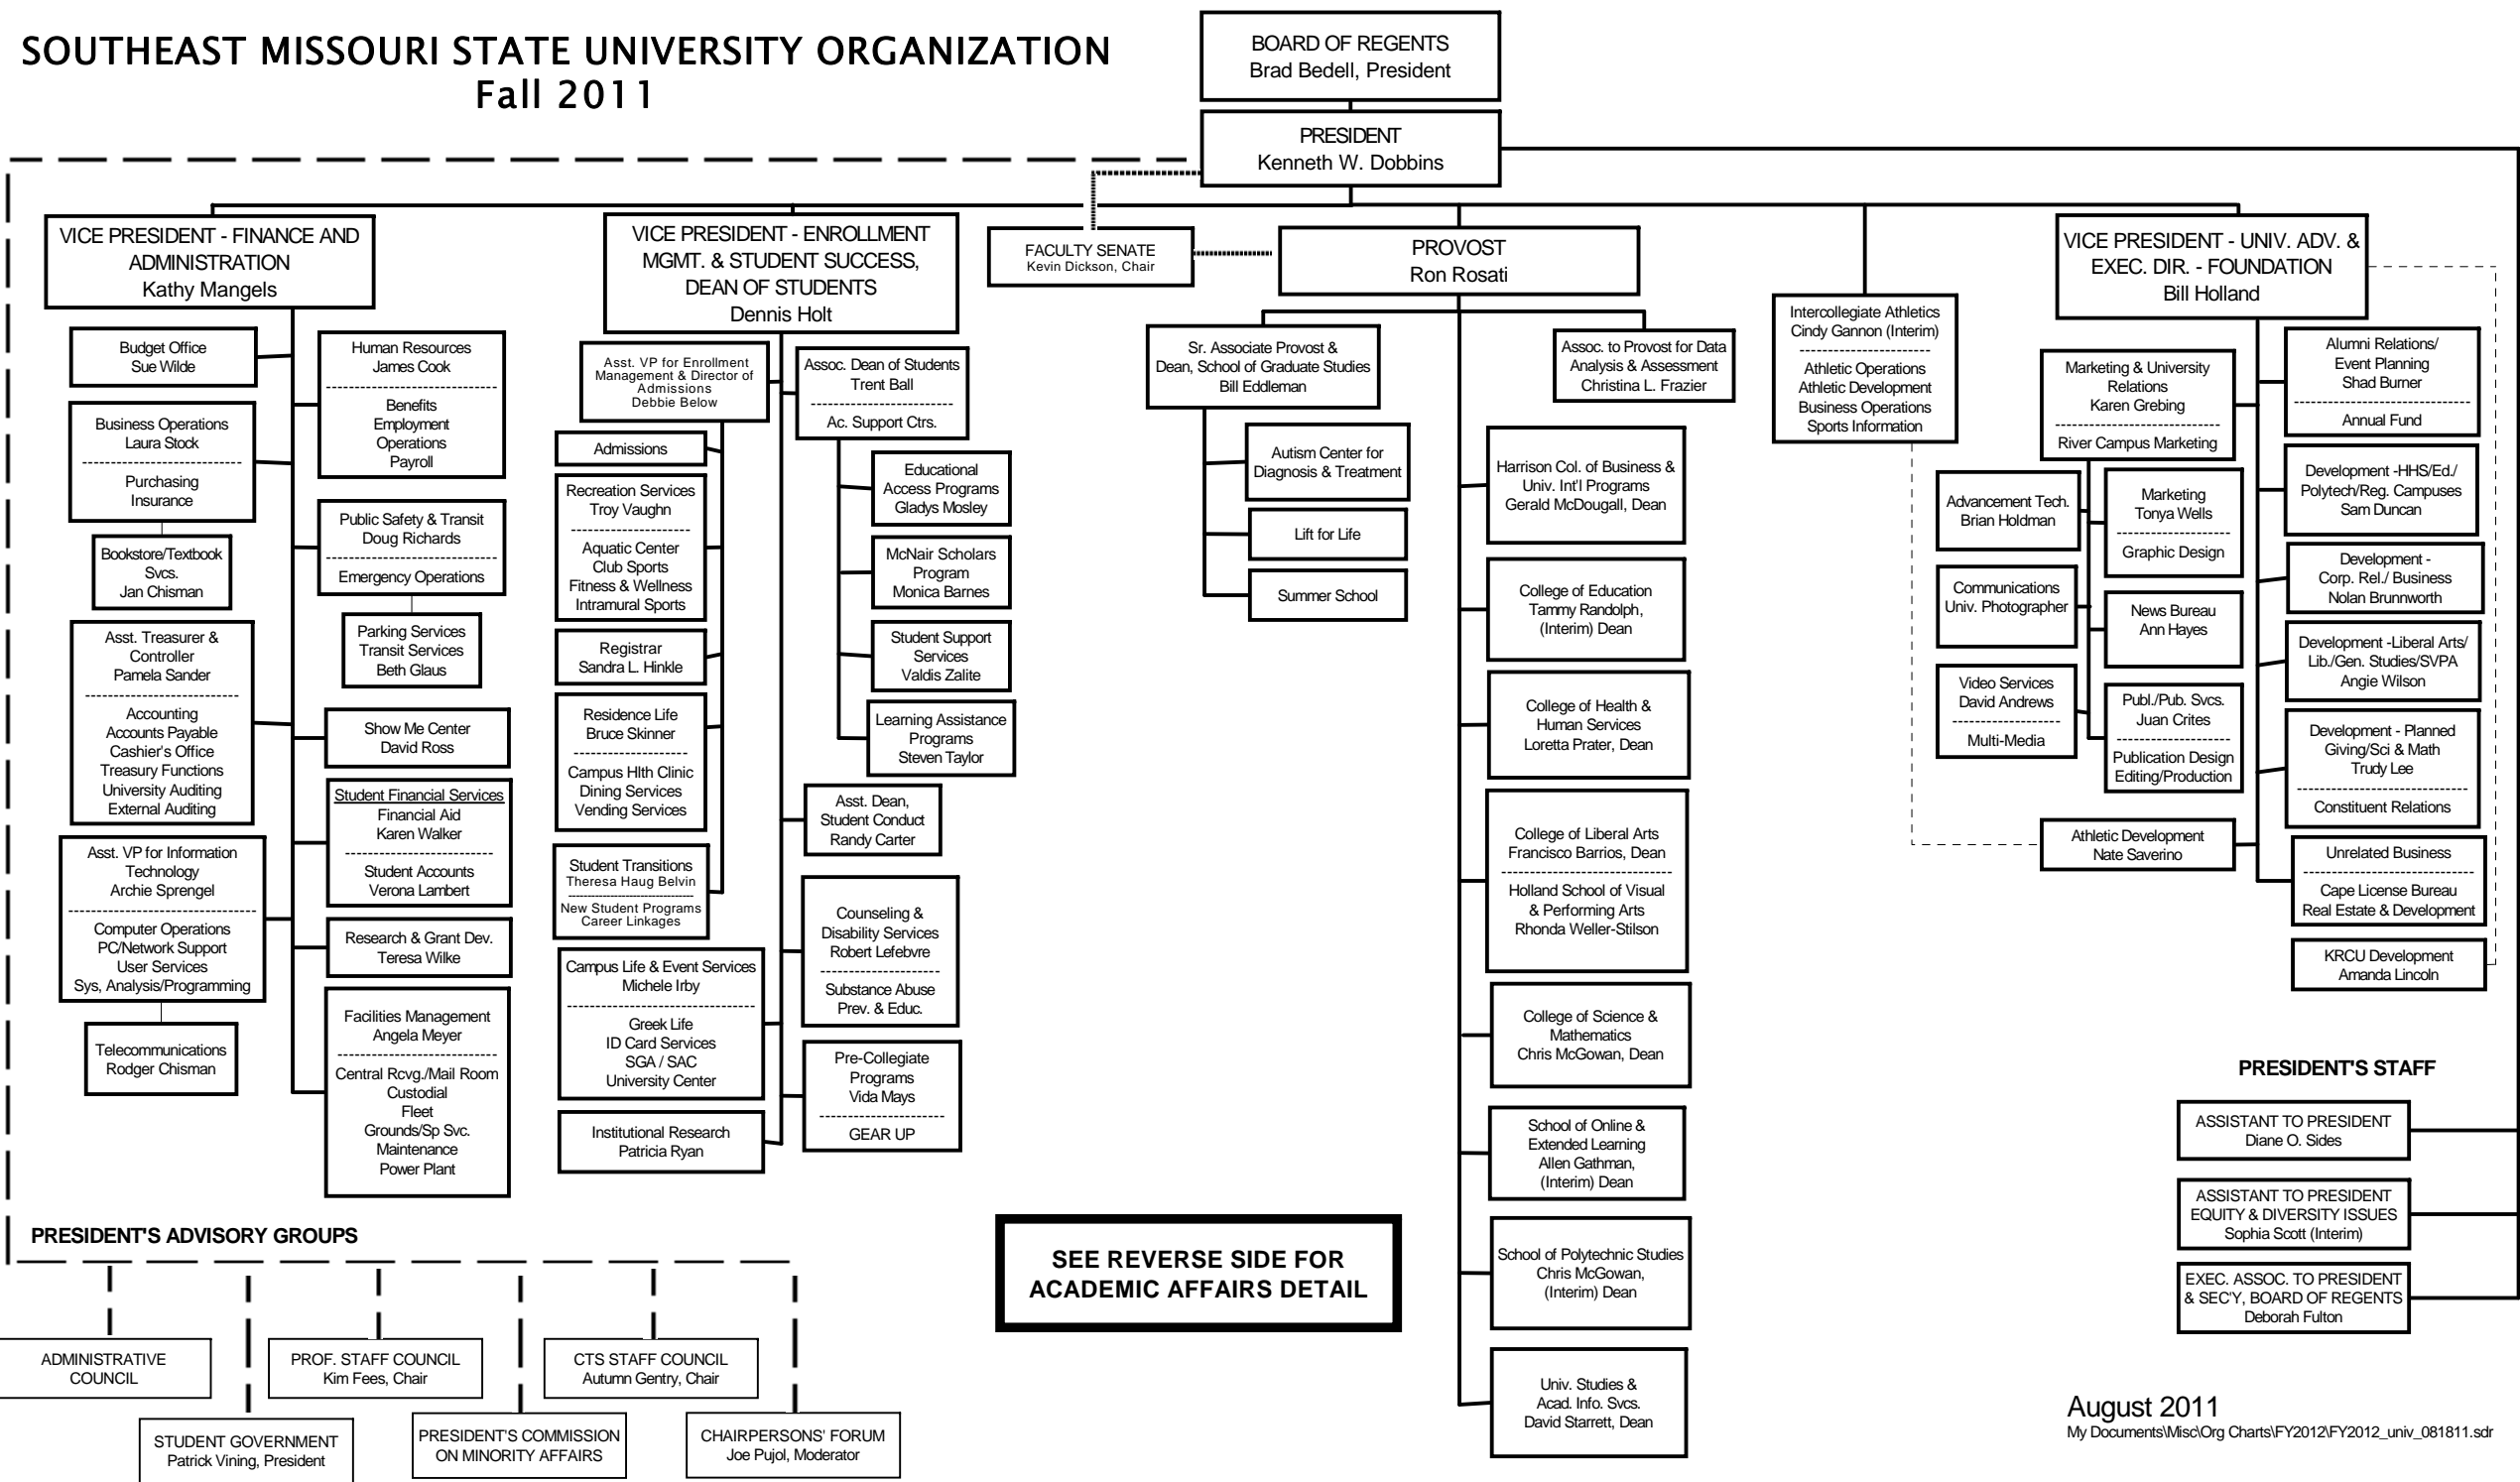 SOUTHEAST MISSOURI STATE UNIVERSITY ORGANIZATION
Fall 2011
BOARD OF REGENTS
Brad Bedell, President
PRESIDENT
Kenneth W. Dobbins
VICE PRESIDENT - FINANCE AND
ADMINISTRATION
Kathy Mangels
Budget Office
Sue Wilde
Business Operations
Laura Stock
Purchasing
Insurance
Bookstore/Textbook
Svcs.
Jan Chisman
Asst. Treasurer &
Controller
Pamela Sander
Accounting
Accounts Payable
Cashier's Office
Treasury Functions
University Auditing
External Auditing
Asst. VP for Information
Technology
Archie Sprengel
Computer Operations
PC/Network Support
User Services
Sys, Analysis/Programming
Telecommunications
Rodger Chisman
Human Resources
James Cook
Benefits
Employment
Operations
Payroll
Public Safety & Transit
Doug Richards
Emergency Operations
Parking Services
Transit Services
Beth Glaus
Show Me Center
David Ross
Student Financial Services
Financial Aid
Karen Walker
Student Accounts
Verona Lambert
Research & Grant Dev.
Teresa Wilke
Facilities Management
Angela Meyer
Central Rcvg./Mail Room
Custodial
Fleet
Grounds/Sp Svc.
Maintenance
Power Plant
VICE PRESIDENT - ENROLLMENT
MGMT. & STUDENT SUCCESS,
DEAN OF STUDENTS
Dennis Holt
Asst. VP for Enrollment
Management & Director of
Admissions
Debbie Below
Admissions
Recreation Services
Troy Vaughn
Aquatic Center
Club Sports
Fitness & Wellness
Intramural Sports
Registrar
Sandra L. Hinkle
Residence Life
Bruce Skinner
Campus Hlth Clinic
Dining Services
Vending Services
Student Transitions
Theresa Haug Belvin
New Student Programs
Career Linkages
Campus Life & Event Services
Michele Irby
Greek Life
ID Card Services
SGA / SAC
University Center
Institutional Research
Patricia Ryan
Assoc. Dean of Students
Trent Ball
Ac. Support Ctrs.
Educational
Access Programs
Gladys Mosley
McNair Scholars
Program
Monica Barnes
Student Support
Services
Valdis Zalite
Learning Assistance
Programs
Steven Taylor
Asst. Dean,
Student Conduct
Randy Carter
Counseling &
Disability Services
Robert Lefebvre
Substance Abuse
Prev. & Educ.
Pre-Collegiate
Programs
Vida Mays
GEAR UP
FACULTY SENATE
Kevin Dickson, Chair
PROVOST
Ron Rosati
Sr. Associate Provost &
Dean, School of Graduate Studies
Bill Eddleman
Autism Center for
Diagnosis & Treatment
Lift for Life
Summer School
Assoc. to Provost for Data
Analysis & Assessment
Christina L. Frazier
Harrison Col. of Business &
Univ. Int'l Programs
Gerald McDougall, Dean
College of Education
Tammy Randolph,
(Interim) Dean
College of Health &
Human Services
Loretta Prater, Dean
College of Liberal Arts
Francisco Barrios, Dean
Holland School of Visual
& Performing Arts
Rhonda Weller-Stilson
College of Science &
Mathematics
Chris McGowan, Dean
School of Online &
Extended Learning
Allen Gathman,
(Interim) Dean
School of Polytechnic Studies
Chris McGowan,
(Interim) Dean
Univ. Studies &
Acad. Info. Svcs.
David Starrett, Dean
Intercollegiate Athletics
Cindy Gannon (Interim)
Athletic Operations
Athletic Development
Business Operations
Sports Information
VICE PRESIDENT - UNIV. ADV. &
EXEC. DIR. - FOUNDATION
Bill Holland
Marketing & University
Relations
Karen Grebing
River Campus Marketing
Advancement Tech.
Brian Holdman
Communications
Univ. Photographer
Video Services
David Andrews
Multi-Media
Marketing
Tonya Wells
Graphic Design
News Bureau
Ann Hayes
Publ./Pub. Svcs.
Juan Crites
Publication Design
Editing/Production
Athletic Development
Nate Saverino
Alumni Relations/
Event Planning
Shad Burner
Annual Fund
Development -HHS/Ed./
Polytech/Reg. Campuses
Sam Duncan
Development -
Corp. Rel./ Business
Nolan Brunnworth
Development -Liberal Arts/
Lib./Gen. Studies/SVPA
Angie Wilson
Development - Planned
Giving/Sci & Math
Trudy Lee
Constituent Relations
Unrelated Business
Cape License Bureau
Real Estate & Development
KRCU Development
Amanda Lincoln
PRESIDENT'S STAFF
ASSISTANT TO PRESIDENT
Diane O. Sides
ASSISTANT TO PRESIDENT
EQUITY & DIVERSITY ISSUES
Sophia Scott (Interim)
EXEC. ASSOC. TO PRESIDENT
& SEC'Y, BOARD OF REGENTS
Deborah Fulton
PRESIDENT'S ADVISORY GROUPS
ADMINISTRATIVE
COUNCIL
STUDENT GOVERNMENT
Patrick Vining, President
PROF. STAFF COUNCIL
Kim Fees, Chair
PRESIDENT'S COMMISSION
ON MINORITY AFFAIRS
CTS STAFF COUNCIL
Autumn Gentry, Chair
CHAIRPERSONS' FORUM
Joe Pujol, Moderator
SEE REVERSE SIDE FOR
ACADEMIC AFFAIRS DETAIL
August 2011
My Documents\Misc\Org Charts\FY2012\FY2012_univ_081811.sdr